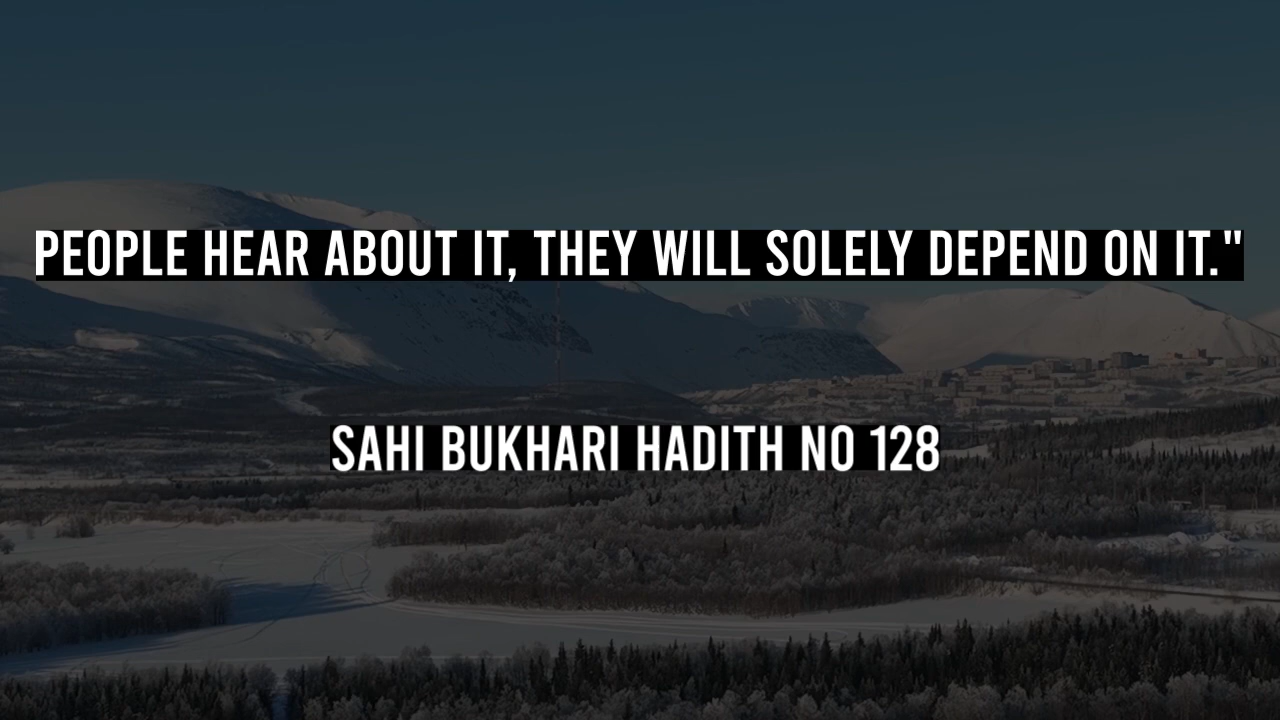 PEOPLE HEAR ABOUT IT, THEY WILL SOLELY DEPEND ON IT."
SAHI BUKHARI HADITH NO 128